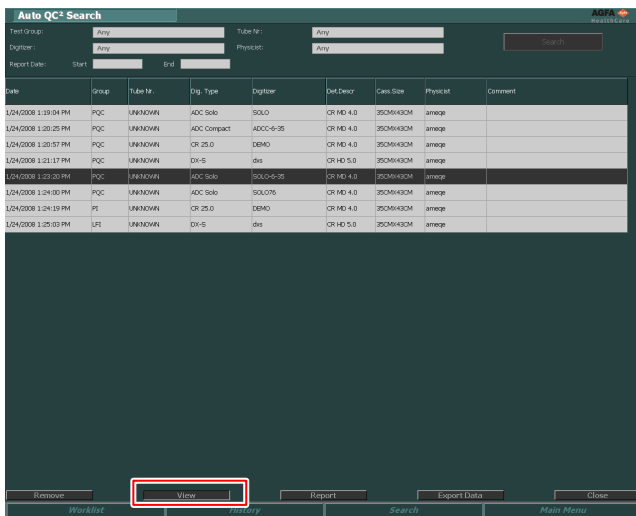 Auto QC² Search
AGFA
HealthCare
Test Group: Any Tube Nr: Any
Digitizer: Any Physicist: Any
Search
Report Date: Start End
Date Group Tube Nr. Dig. Type Digitizer Det.Descr Cass.Size Physicist Comment
1/24/2008 1:19:04 PM PQC UNKNOWN ADC Solo SOLO CR MD 4.0 35CMX43CM ameqe
1/24/2008 1:20:25 PM PQC UNKNOWN ADC Compact ADCC-6-35 CR MD 4.0 35CMX43CM ameqe
1/24/2008 1:20:57 PM PQC UNKNOWN CR 25.0 DEMO CR MD 4.0 35CMX43CM ameqe
1/24/2008 1:21:17 PM PQC UNKNOWN DX-S dxs CR HD 5.0 35CMX43CM ameqe
1/24/2008 1:23:20 PM PQC UNKNOWN ADC Solo SOLO-6-35 CR MD 4.0 35CMX43CM ameqe
1/24/2008 1:24:00 PM PQC UNKNOWN ADC Solo SOLO76 CR MD 4.0 35CMX43CM ameqe
1/24/2008 1:24:19 PM PI UNKNOWN CR 25.0 DEMO CR MD 4.0 35CMX43CM ameqe
1/24/2008 1:25:03 PM LFI UNKNOWN DX-S dxs CR HD 5.0 35CMX43CM ameqe
Remove View Report Export Data Close
Worklist History Search Main Menu